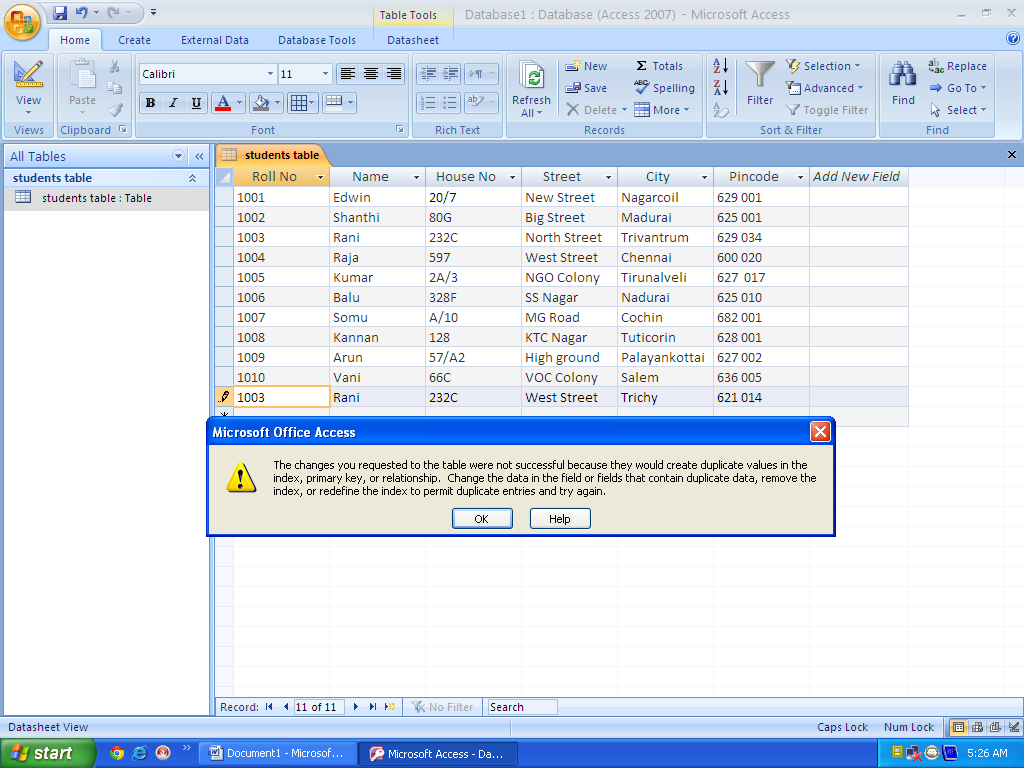 Table Tools
Database1 : Database (Access 2007) - Microsoft Access
Home Create External Data Database Tools Datasheet
Calibri 11
View Paste B I U A Refresh All New Save Delete Totals Spelling More Filter Selection Advanced Toggle Filter Find Replace Go To Select
Views Clipboard Font Rich Text Records Sort & Filter Find
All Tables
students table
students table : Table
students table
Roll No Name House No Street City Pincode Add New Field
1001 Edwin 20/7 New Street Nagarcoil 629 001
1002 Shanthi 80G Big Street Madurai 625 001
1003 Rani 232C North Street Trivantrum 629 034
1004 Raja 597 West Street Chennai 600 020
1005 Kumar 2A/3 NGO Colony Tirunalveli 627 017
1006 Balu 328F SS Nagar Nadurai 625 010
1007 Somu A/10 MG Road Cochin 682 001
1008 Kannan 128 KTC Nagar Tuticorin 628 001
1009 Arun 57/A2 High ground Palayankottai 627 002
1010 Vani 66C VOC Colony Salem 636 005
1003 Rani 232C West Street Trichy 621 014
Microsoft Office Access
The changes you requested to the table were not successful because they would create duplicate values in the
index, primary key, or relationship. Change the data in the field or fields that contain duplicate data, remove the
index, or redefine the index to permit duplicate entries and try again.
OK Help
Record: 11 of 11 No Filter Search
Datasheet View Caps Lock Num Lock
start Document1 - Microsof... Microsoft Access - Da... 5:26 AM